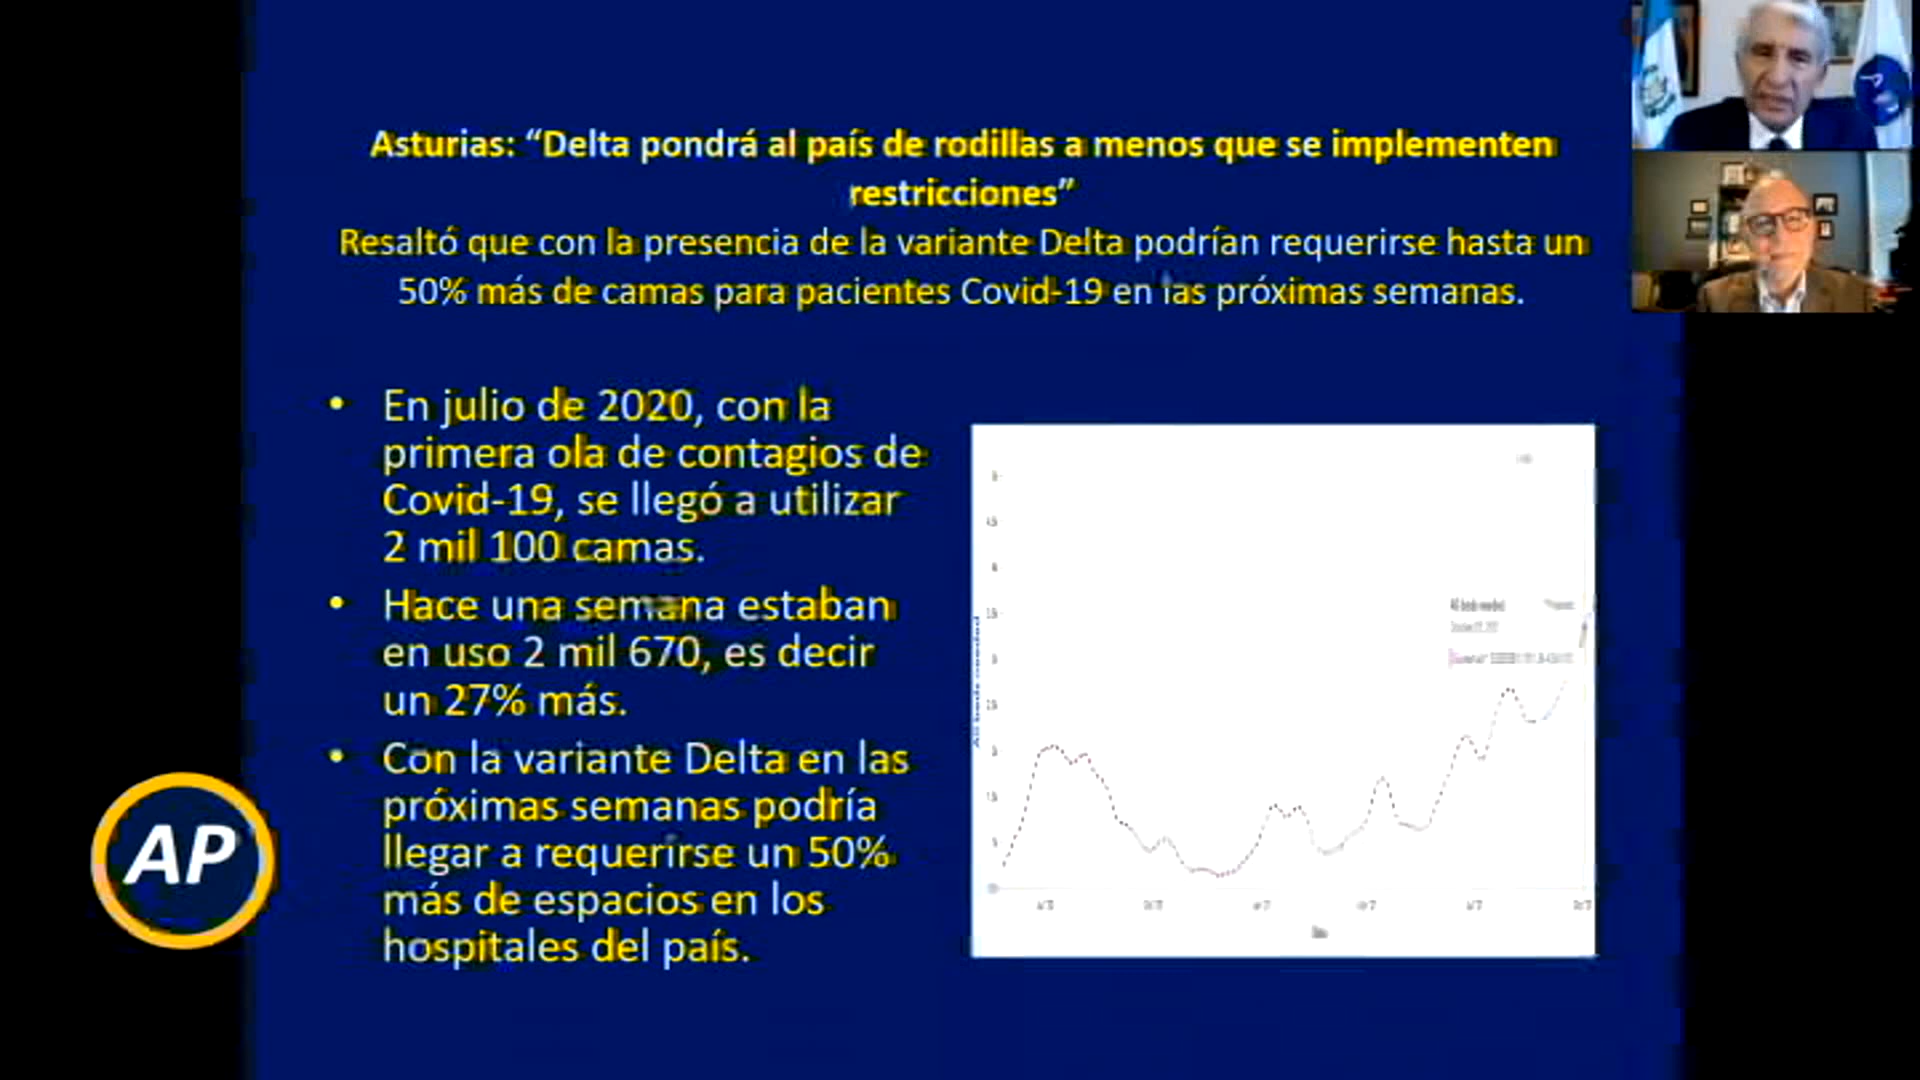 Asturias: “Delta pondrá al país de rodillas a menos que se implementen
restricciones”
Resaltó que con la presencia de la variante Delta podrían requerirse hasta un
50% más de camas para pacientes Covid-19 en las próximas semanas.
• En julio de 2020, con la
primera ola de contagios de
Covid-19, se llegó a utilizar
2 mil 100 camas.
• Hace una semana estaban
en uso 2 mil 670, es decir
un 27% más.
• Con la variante Delta en las
próximas semanas podría
llegar a requerirse un 50%
más de espacios en los
hospitales del país.
AP